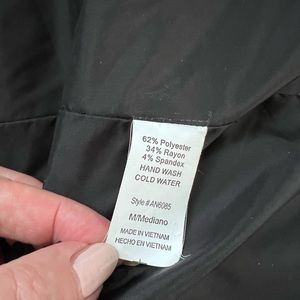 62% Polyester
34% Rayon
4% Spandex
HAND WASH
COLD WATER
Style # AN6085
M/Mediano
MADE IN VIETNAM
HECHO EN VIETNAM